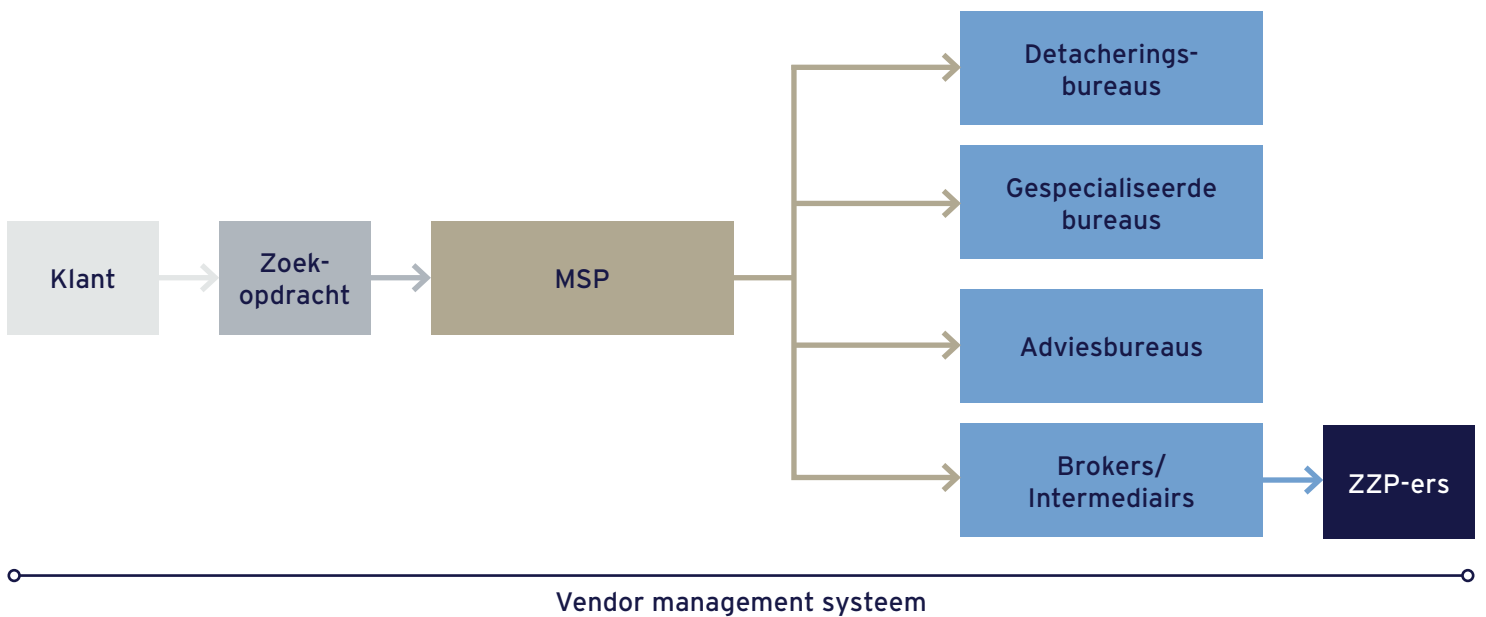 Detacherings-
bureaus
Gespecialiseerde
bureaus
Klant
Zoek-
opdracht
MSP
Adviesbureaus
Brokers/
Intermediairs
ZZP-ers
Vendor management systeem